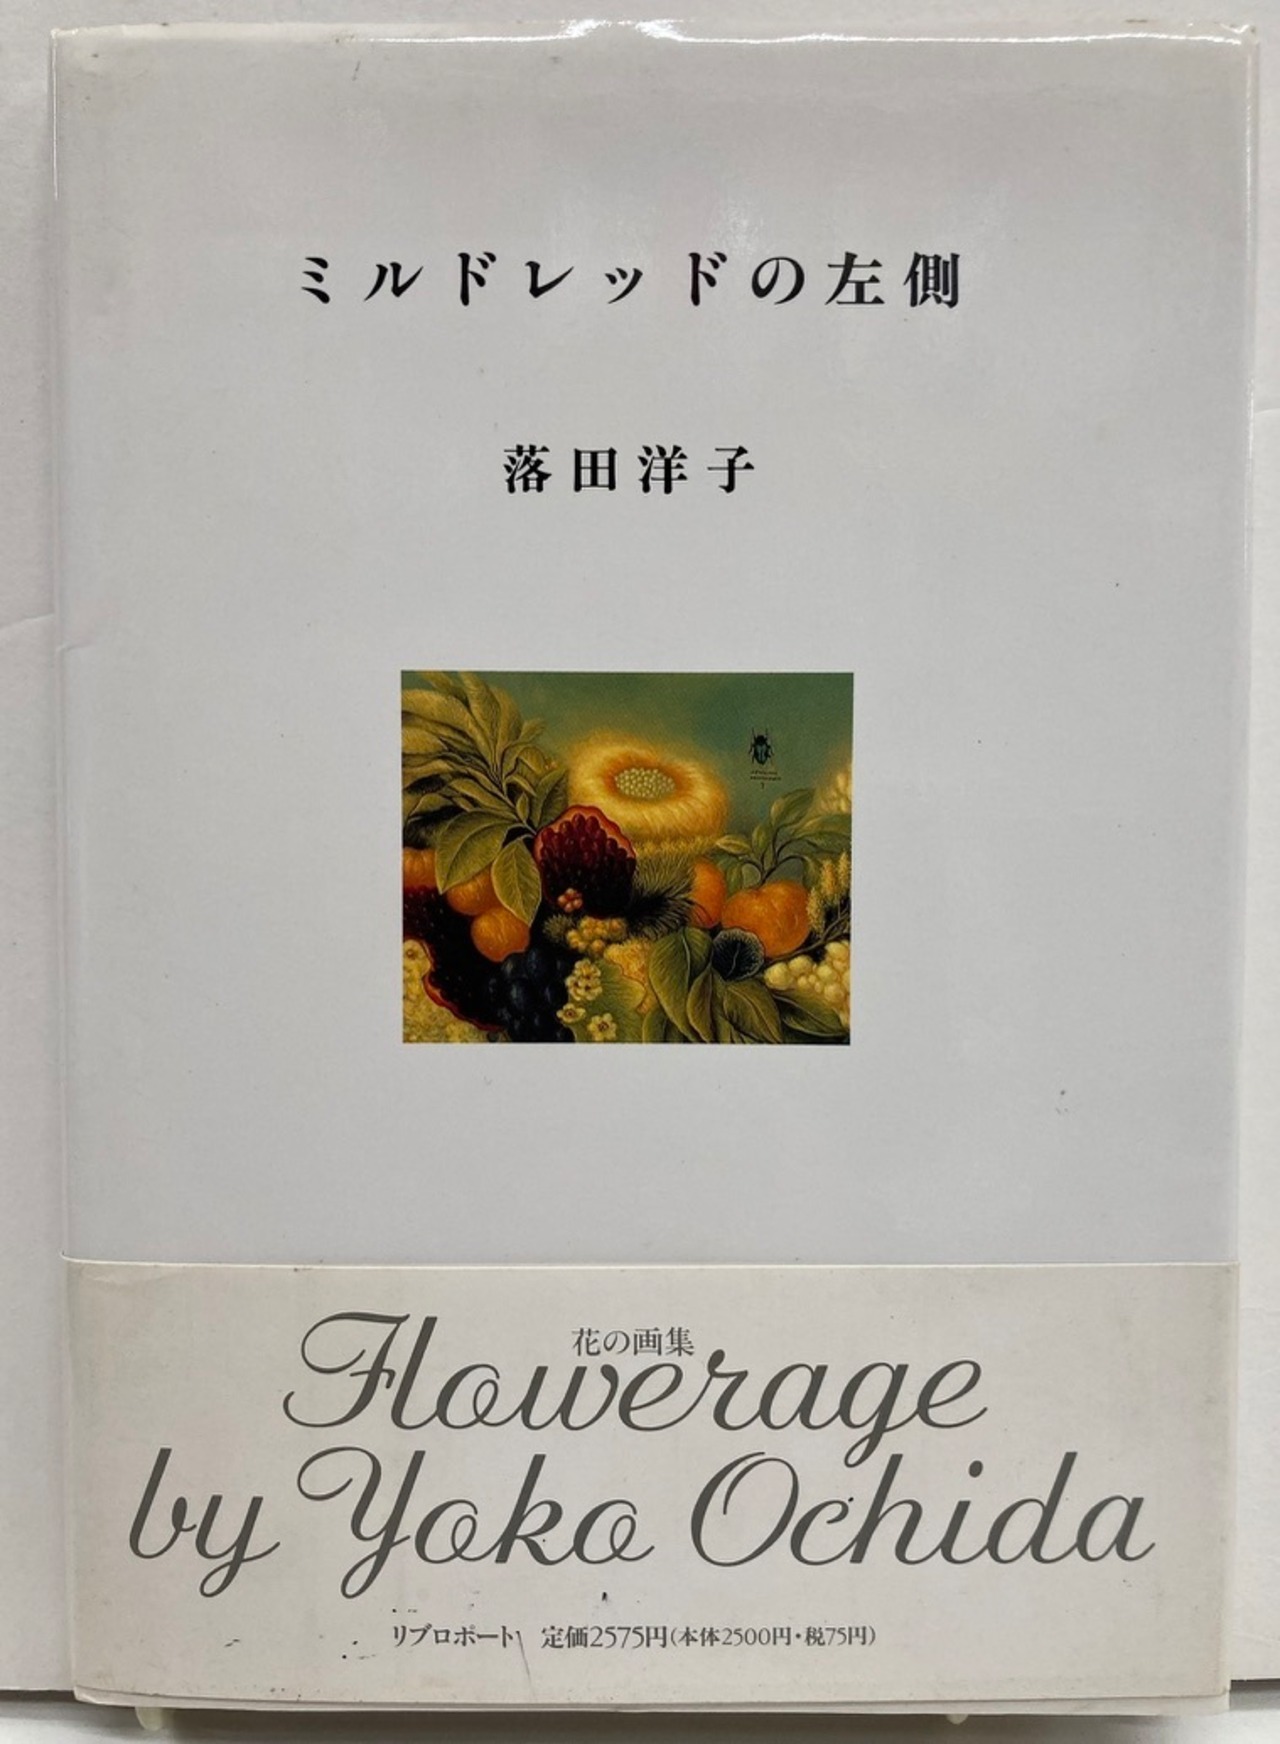 ミルドレッドの左側
落田洋子
花の画集
Flowerage
by Yoko Ochida
リブロポート 定価2575円(本体2500円・税75円)